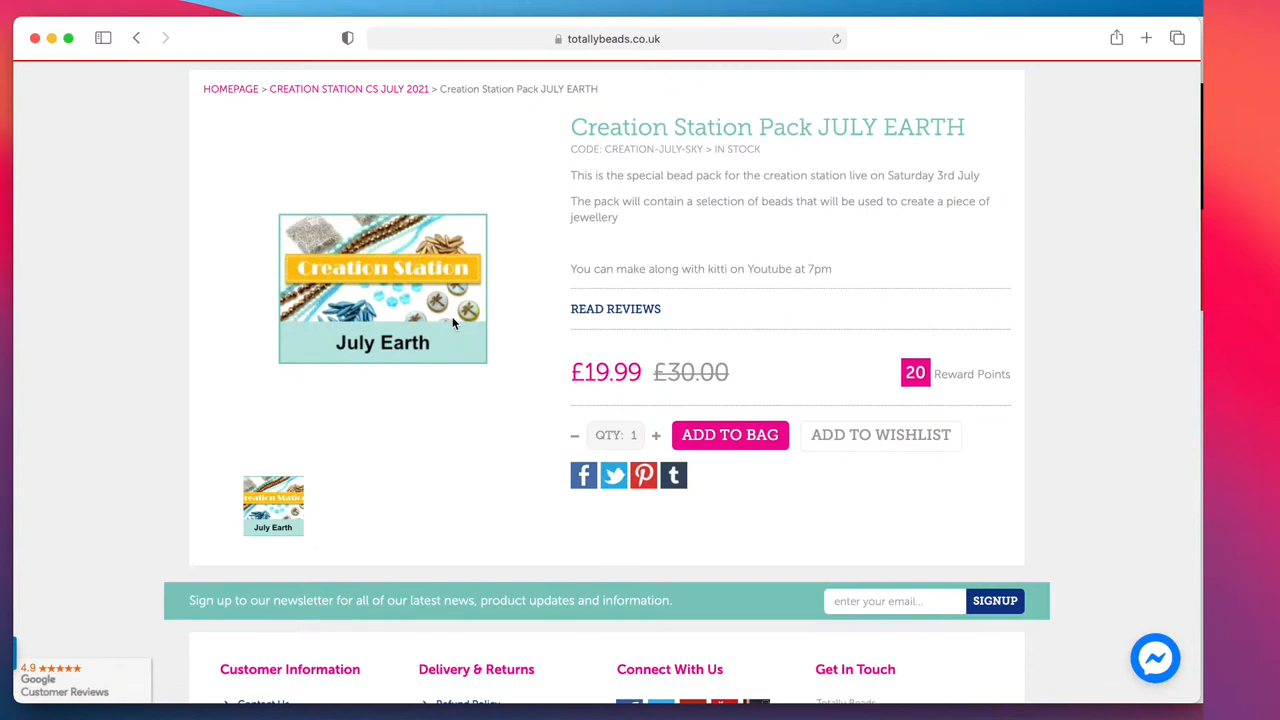 totallybeads.co.uk
HOMEPAGE > CREATION STATION CS JULY 2021 > Creation Station Pack JULY EARTH
Creation Station Pack JULY EARTH
CODE: CREATION-JULY-SKY > IN STOCK
This is the special bead pack for the creation station live on Saturday 3rd July
The pack will contain a selection of beads that will be used to create a piece of
jewellery
You can make along with kitti on Youtube at 7pm
READ REVIEWS
Creation Station
July Earth
£19.99 £30.00
20 Reward Points
– QTY: 1 + ADD TO BAG ADD TO WISHLIST
Creation Station
July Earth
Sign up to our newsletter for all of our latest news, product updates and information.
enter your email... SIGNUP
4.9 ★★★★★
Google
Customer Reviews
Customer Information Delivery & Returns Connect With Us Get In Touch
Contact Us Refund Policy Totally Beads